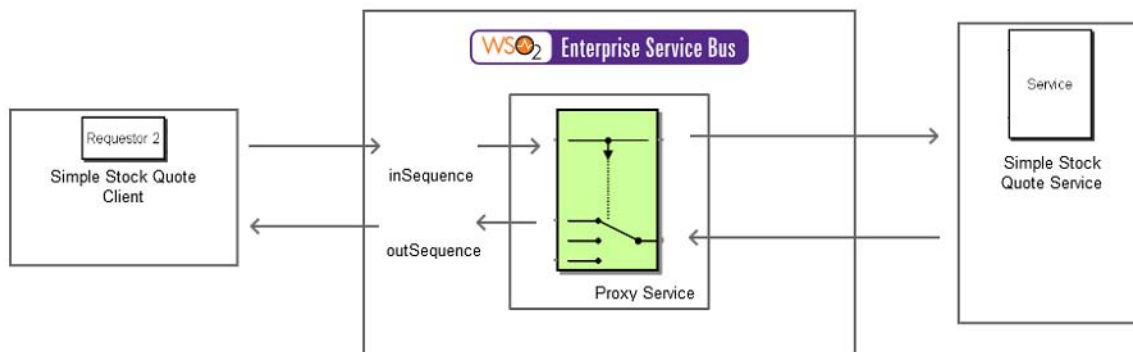 WSO2 Enterprise Service Bus
Requestor 2
Simple Stock Quote
Client
inSequence
outSequence
Proxy Service
Service
Simple Stock
Quote Service